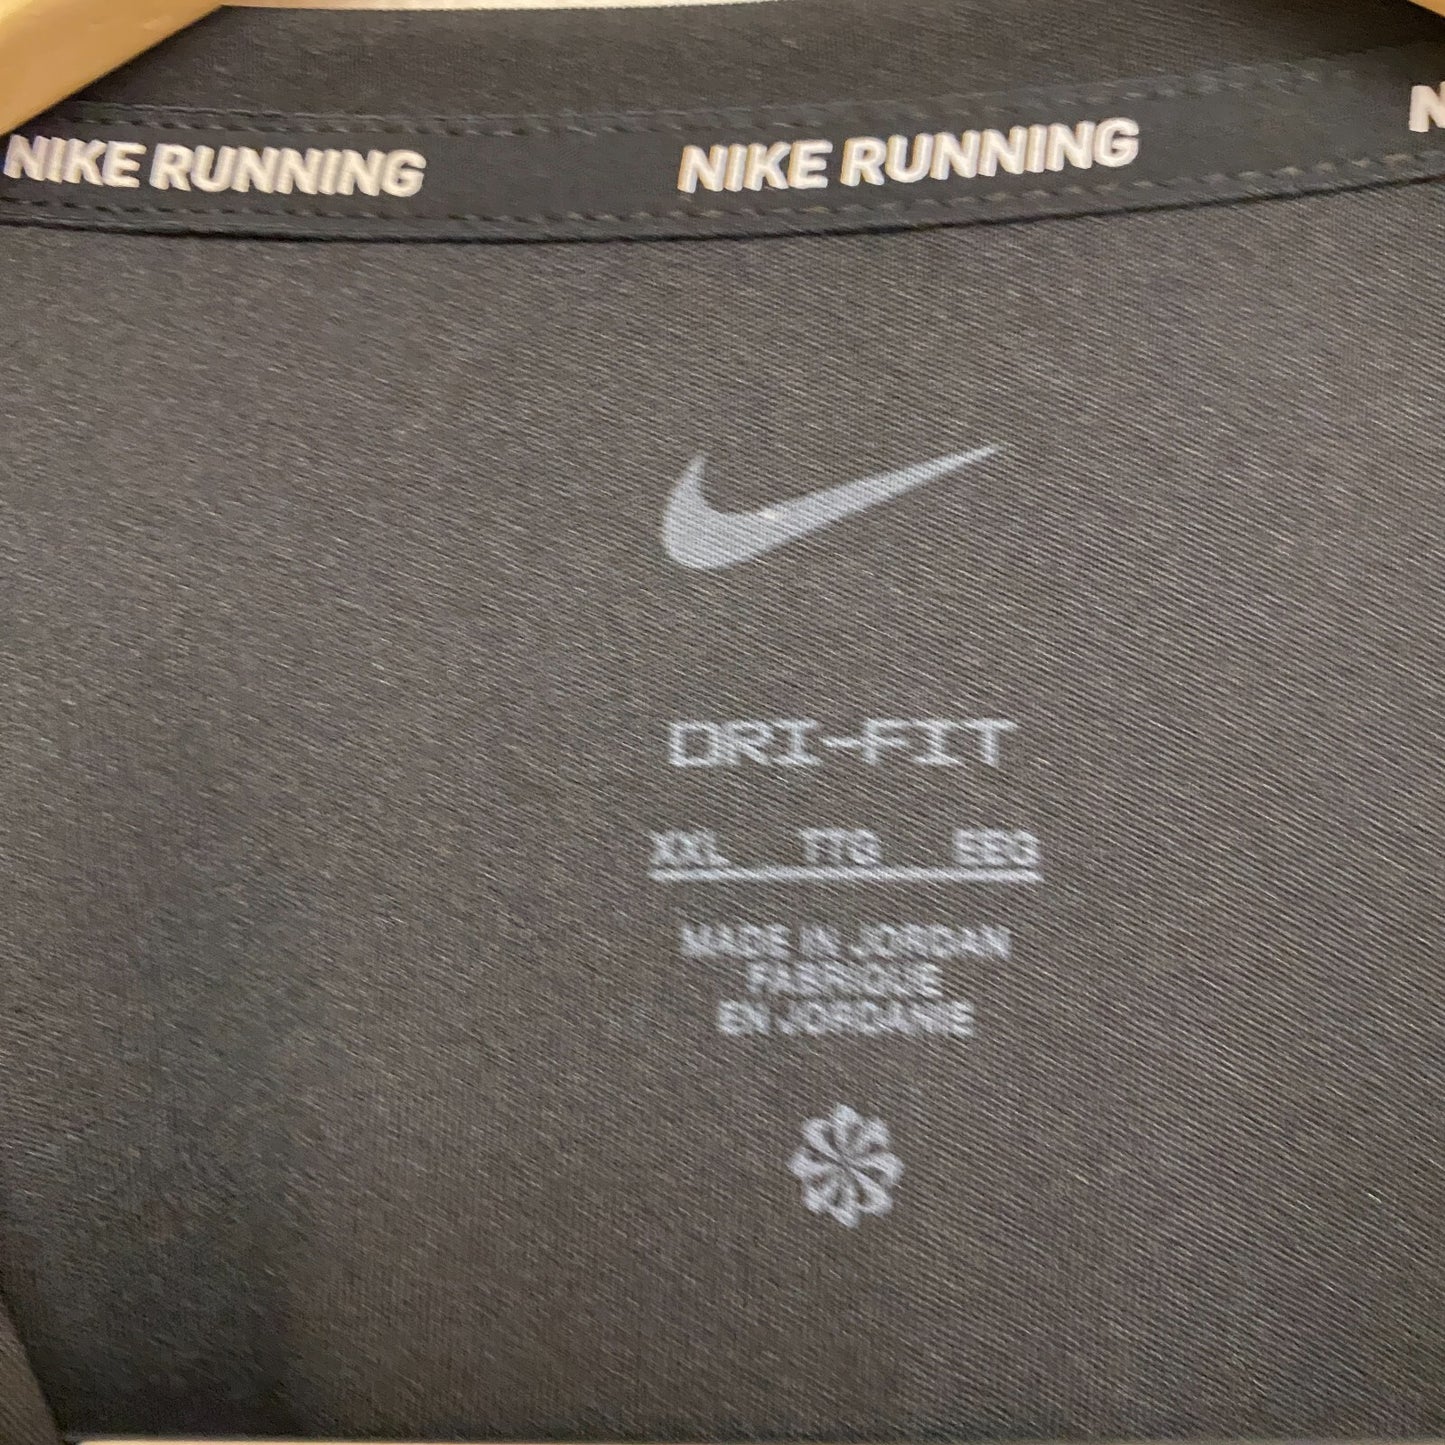 NIKE RUNNING NIKE RUNNING N
DRI-FIT
XXL TTG EEG
MADE IN JORDAN
FABRIQUE
EN JORDANIE